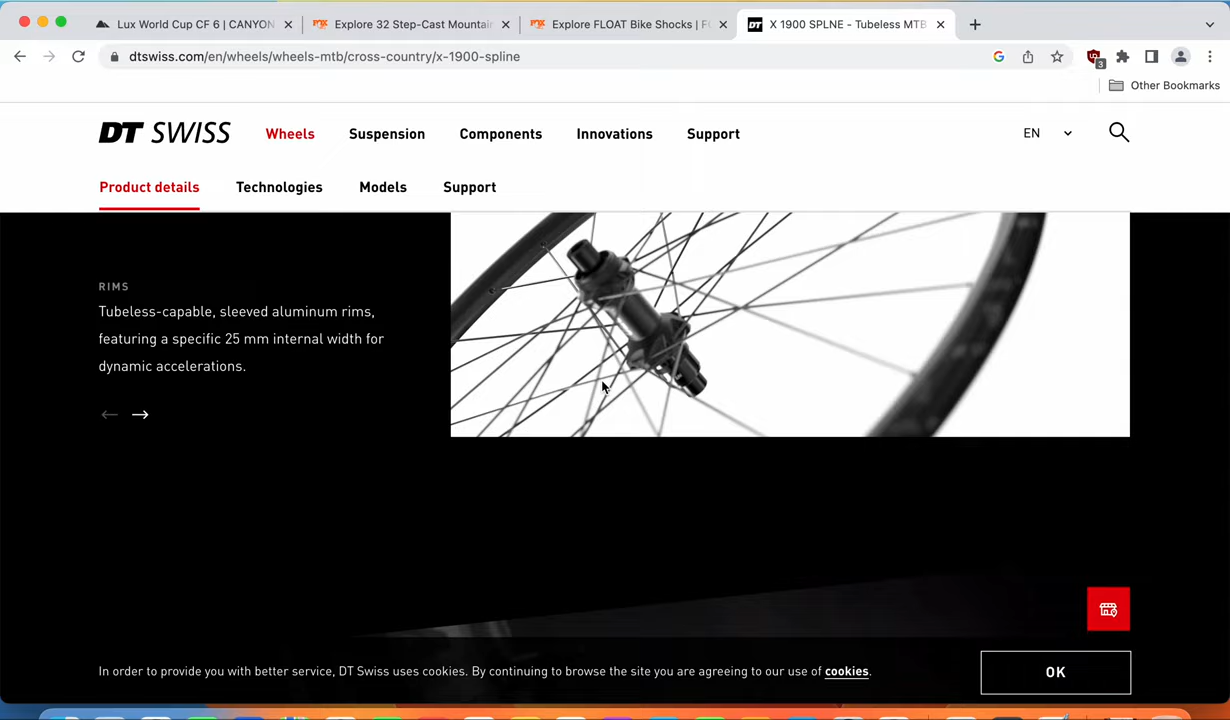 Lux World Cup CF 6 | CANYON
Explore 32 Step-Cast Mountai
Explore FLOAT Bike Shocks | F
X 1900 SPLNE - Tubeless MTB
dtswiss.com/en/wheels/wheels-mtb/cross-country/x-1900-spline
3
Other Bookmarks
DT SWISS
Wheels
Suspension
Components
Innovations
Support
EN
Product details
Technologies
Models
Support
RIMS
Tubeless-capable, sleeved aluminum rims,
featuring a specific 25 mm internal width for
dynamic accelerations.
In order to provide you with better service, DT Swiss uses cookies. By continuing to browse the site you are agreeing to our use of cookies.
OK